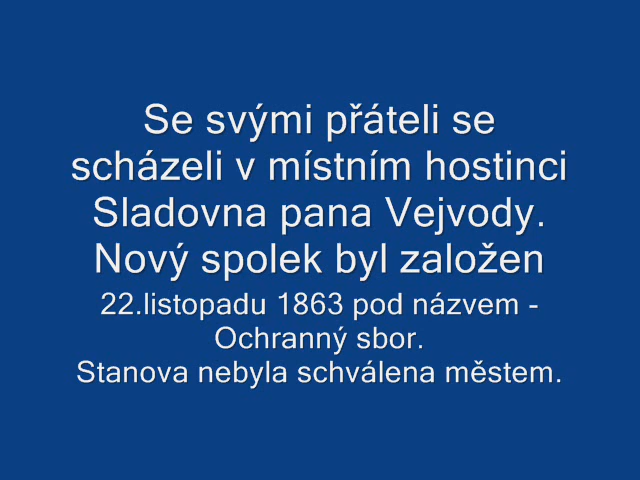 Se svými přáteli se
scházeli v místním hostinci
Sladovna pana Vejvody.
Nový spolek byl založen
22.listopadu 1863 pod názvem -
Ochranný sbor.
Stanova nebyla schválena městem.